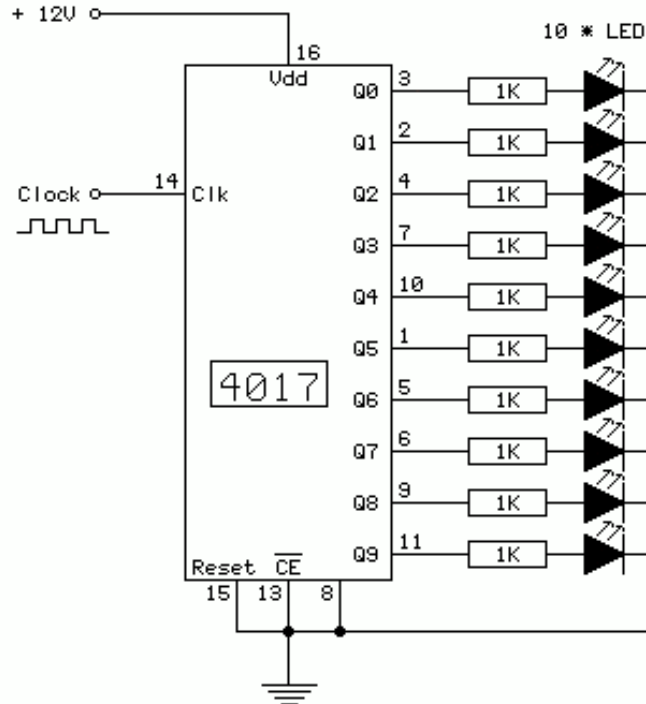 + 12V
10 * LED
16
Vdd
Q0 3 1K
Q1 2 1K
Clock 14 Clk Q2 4 1K
Q3 7 1K
Q4 10 1K
Q5 1 1K
4017
Q6 5 1K
Q7 6 1K
Q8 9 1K
Q9 11 1K
Reset CE
15 13 8